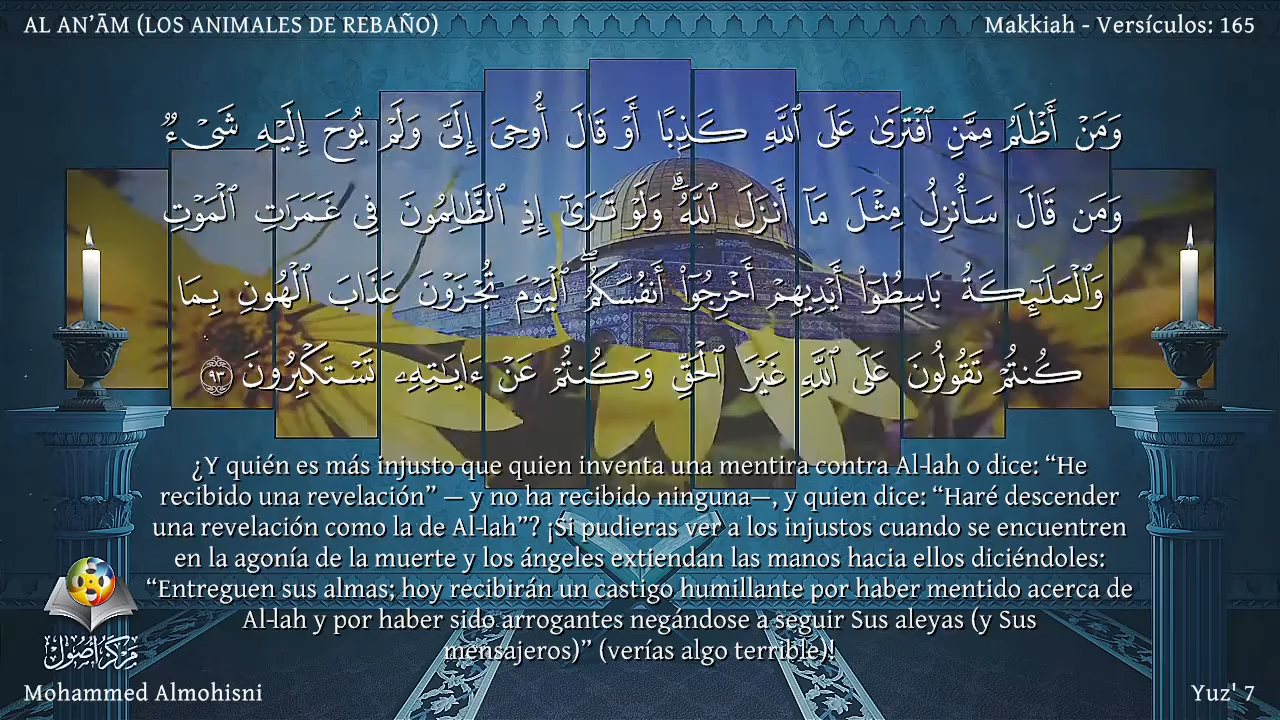 AL AN’ĀM (LOS ANIMALES DE REBAÑO)
Makkiah - Versículos: 165
وَمَنْ أَظْلَمُ مِمَّنِ ٱفْتَرَىٰ عَلَى ٱللَّهِ كَذِبًا أَوْ قَالَ أُوحِىَ إِلَىَّ وَلَمْ يُوحَ إِلَيْهِ شَىْءٌ
وَمَن قَالَ سَأُنزِلُ مِثْلَ مَآ أَنزَلَ ٱللَّهُ ۗ وَلَوْ تَرَىٰٓ إِذِ ٱلظَّـٰلِمُونَ فِى غَمَرَٰتِ ٱلْمَوْتِ
وَٱلْمَلَـٰٓئِكَةُ بَاسِطُوٓا۟ أَيْدِيهِمْ أَخْرِجُوٓا۟ أَنفُسَكُمُ ۖ ٱلْيَوْمَ تُجْزَوْنَ عَذَابَ ٱلْهُونِ بِمَا
كُنتُمْ تَقُولُونَ عَلَى ٱللَّهِ غَيْرَ ٱلْحَقِّ وَكُنتُمْ عَنْ ءَايَـٰتِهِۦ تَسْتَكْبِرُونَ ٩٣
¿Y quién es más injusto que quien inventa una mentira contra Al-lah o dice: “He
recibido una revelación” — y no ha recibido ninguna—, y quien dice: “Haré descender
una revelación como la de Al-lah”? ¡Si pudieras ver a los injustos cuando se encuentren
en la agonía de la muerte y los ángeles extiendan las manos hacia ellos diciéndoles:
“Entreguen sus almas; hoy recibirán un castigo humillante por haber mentido acerca de
Al-lah y por haber sido arrogantes negándose a seguir Sus aleyas (y Sus
mensajeros)” (verías algo terrible)!
مركز أصول
Mohammed Almohisni
Yuz' 7